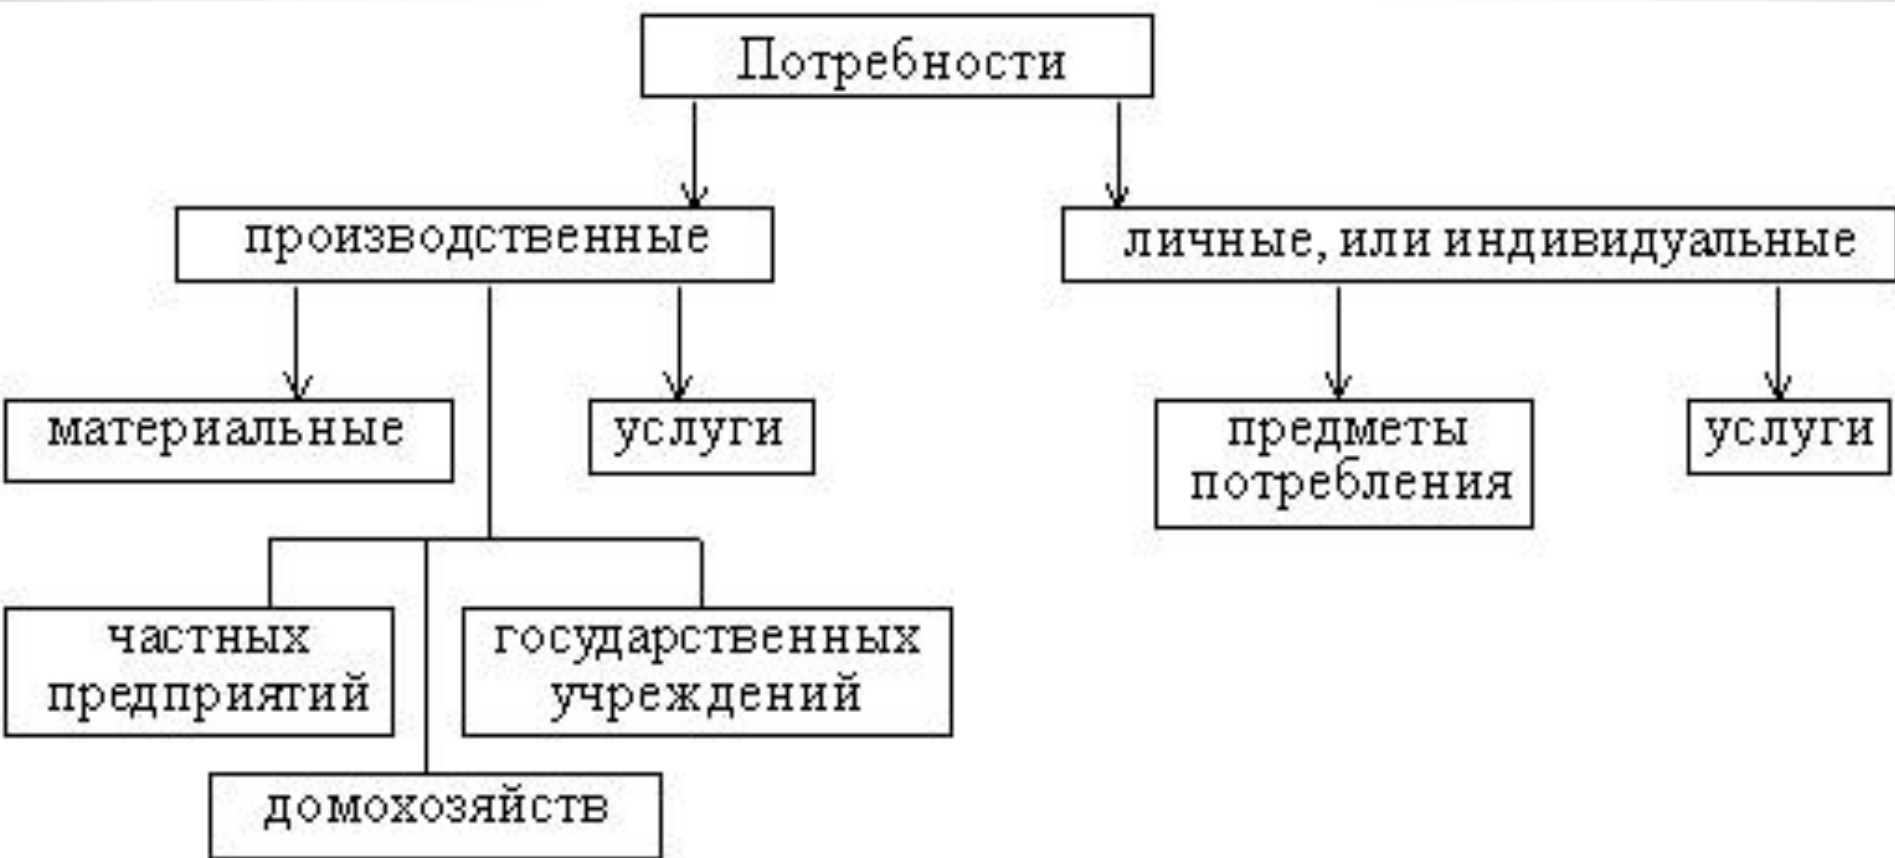 Потребности
производственные
личные, или индивидуальные
материальные
услуги
предметы
потребления
услуги
частных
предприятий
государственных
учреждений
домохозяйств